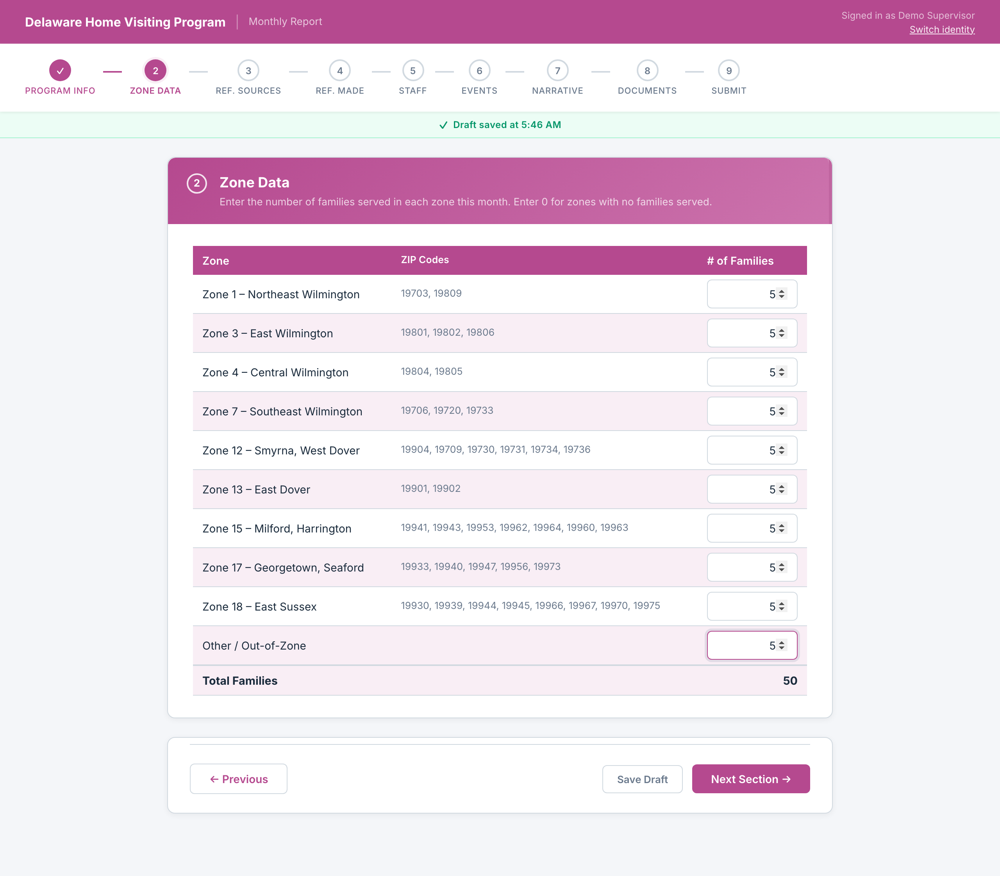 Delaware Home Visiting Program
Monthly Report
Signed in as Demo Supervisor
Switch identity
PROGRAM INFO
2
ZONE DATA
3
REF. SOURCES
4
REF. MADE
5
STAFF
6
EVENTS
7
NARRATIVE
8
DOCUMENTS
9
SUBMIT
Draft saved at 5:46 AM
2
Zone Data
Enter the number of families served in each zone this month. Enter 0 for zones with no families served.
Zone ZIP Codes # of Families
Zone 1 – Northeast Wilmington 19703, 19809 5
Zone 3 – East Wilmington 19801, 19802, 19806 5
Zone 4 – Central Wilmington 19804, 19805 5
Zone 7 – Southeast Wilmington 19706, 19720, 19733 5
Zone 12 – Smyrna, West Dover 19904, 19709, 19730, 19731, 19734, 19736 5
Zone 13 – East Dover 19901, 19902 5
Zone 15 – Milford, Harrington 19941, 19943, 19953, 19962, 19964, 19960, 19963 5
Zone 17 – Georgetown, Seaford 19933, 19940, 19947, 19956, 19973 5
Zone 18 – East Sussex 19930, 19939, 19944, 19945, 19966, 19967, 19970, 19975 5
Other / Out-of-Zone 5
Total Families 50
← Previous
Save Draft
Next Section →